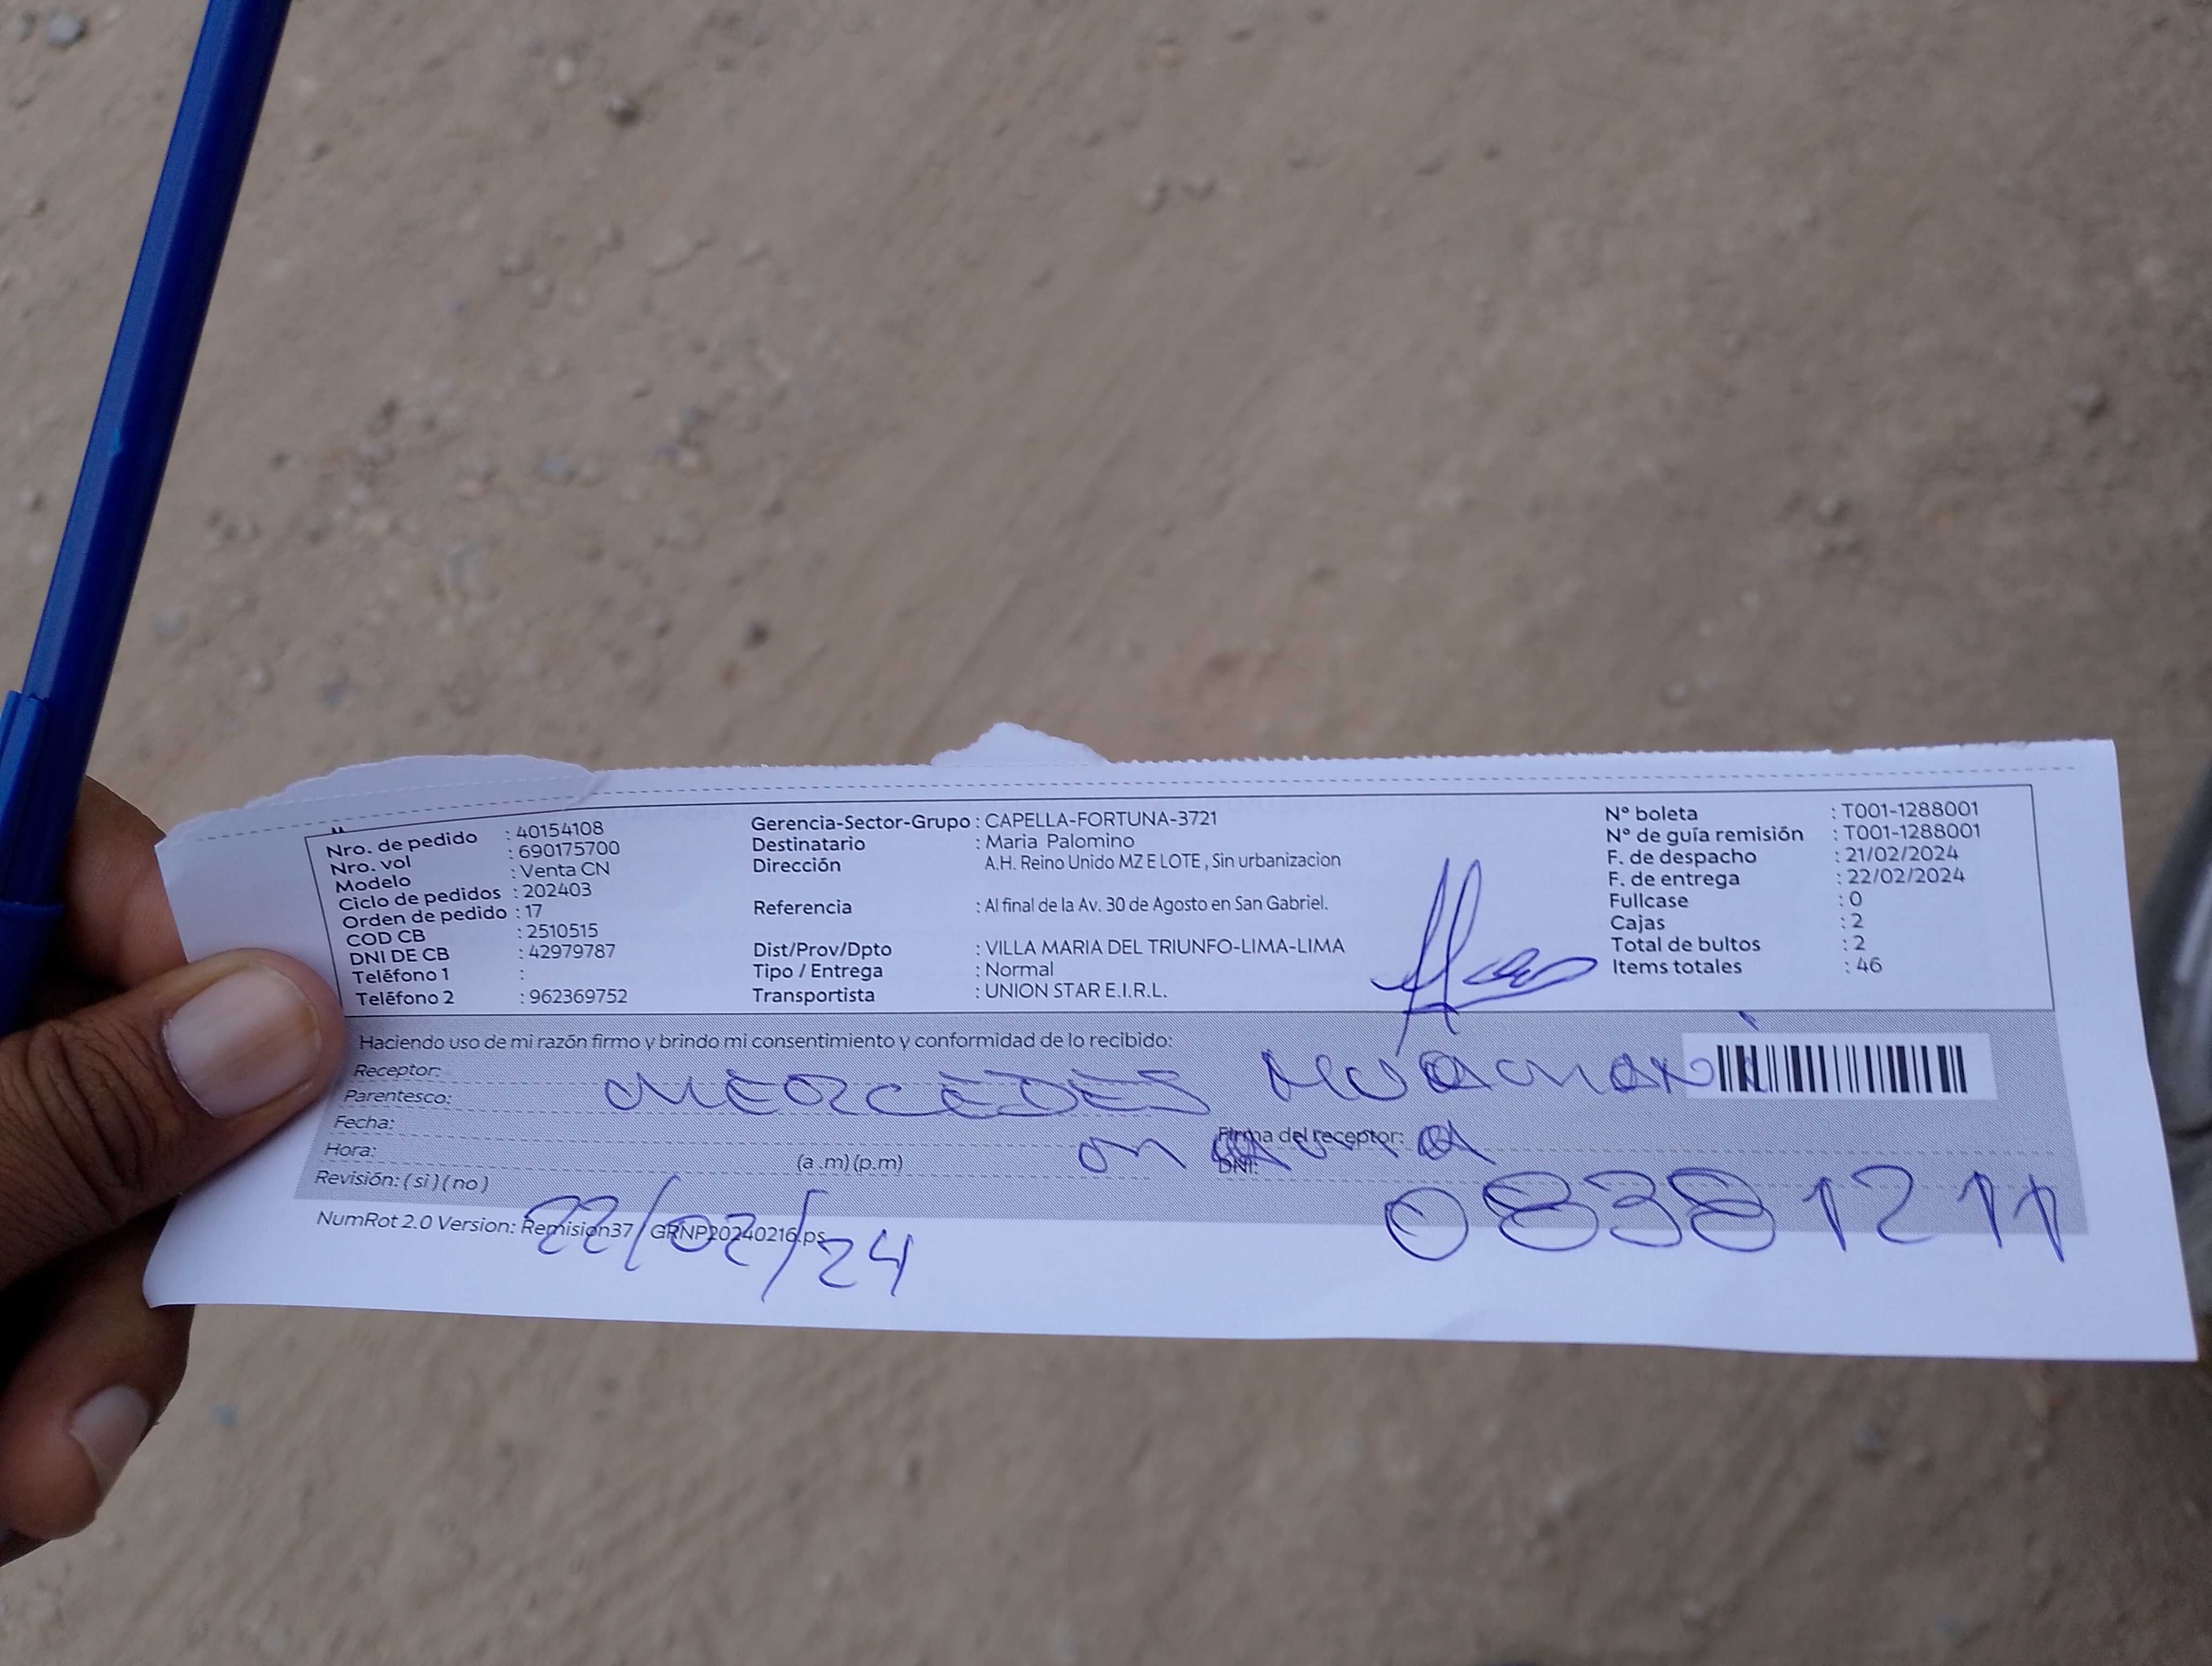 Nro. de pedido : 40154108
Nro. vol : 690175700
Modelo : Venta CN
Ciclo de pedidos : 202403
Orden de pedido : 17
COD CB : 2510515
DNI DE CB : 42979787
Teléfono 1 :
Teléfono 2 : 962369752
Gerencia-Sector-Grupo : CAPELLA-FORTUNA-3721
Destinatario : Maria Palomino
Dirección A.H. Reino Unido MZ E LOTE , Sin urbanizacion
Referencia : Al final de la Av. 30 de Agosto en San Gabriel.
Dist/Prov/Dpto : VILLA MARIA DEL TRIUNFO-LIMA-LIMA
Tipo / Entrega : Normal
Transportista : UNION STAR E.I.R.L.
N° boleta : T001-1288001
N° de guía remisión : T001-1288001
F. de despacho : 21/02/2024
F. de entrega : 22/02/2024
Fullcase : 0
Cajas : 2
Total de bultos : 2
Items totales : 46
Haciendo uso de mi razón firmo y brindo mi consentimiento y conformidad de lo recibido:
Receptor:
MERCEDES
Parentesco:
Fecha:
Firma del receptor:
Hora: (a .m) (p.m)
DNI:
08381211
Revisión: ( si ) ( no )
NumRot 2.0 Version: Remision37 / GRNP20240216.ps
22/02/24